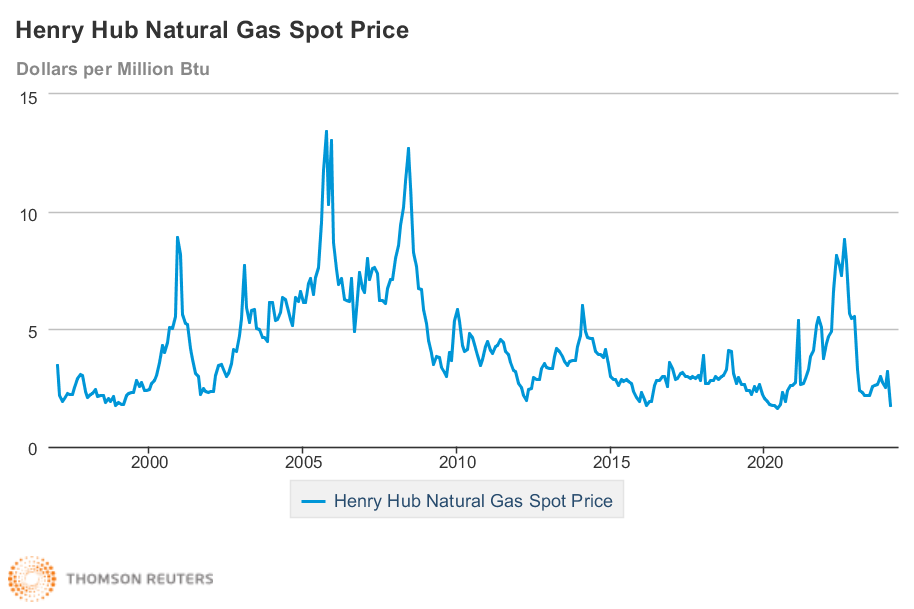 Henry Hub Natural Gas Spot Price
Dollars per Million Btu
15
10
5
0
2000 2005 2010 2015 2020
Henry Hub Natural Gas Spot Price
THOMSON REUTERS